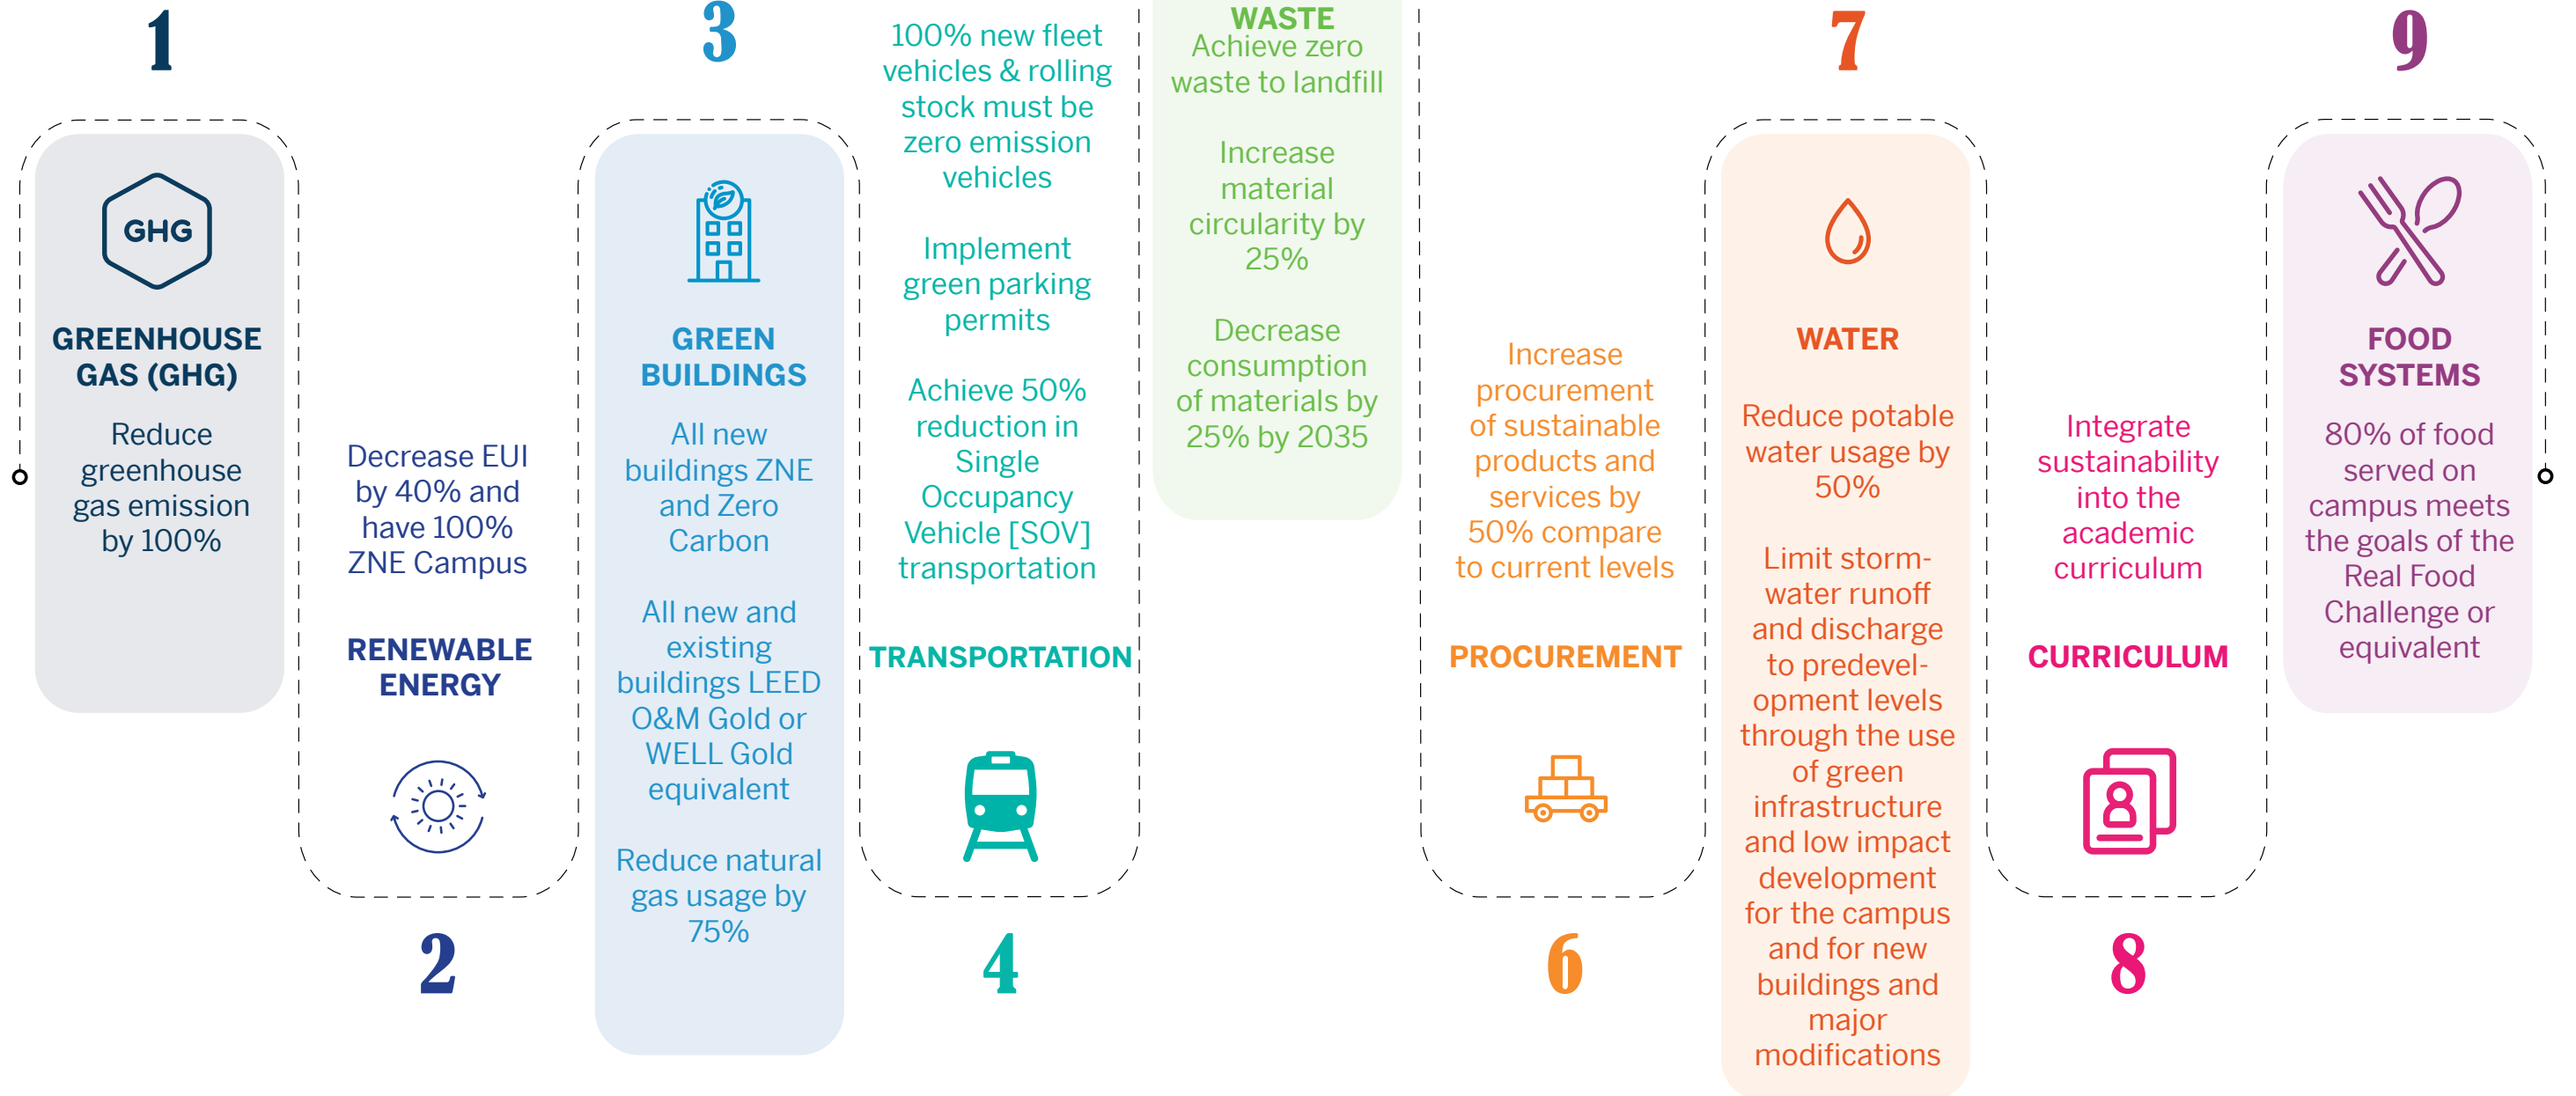 1
GHG
GREENHOUSE
GAS (GHG)
Reduce
greenhouse
gas emission
by 100%
Decrease EUI
by 40% and
have 100%
ZNE Campus
RENEWABLE
ENERGY
2
3
GREEN
BUILDINGS
All new
buildings ZNE
and Zero
Carbon
All new and
existing
buildings LEED
O&M Gold or
WELL Gold
equivalent
Reduce natural
gas usage by
75%
100% new fleet
vehicles & rolling
stock must be
zero emission
vehicles
Implement
green parking
permits
Achieve 50%
reduction in
Single
Occupancy
Vehicle [SOV]
transportation
TRANSPORTATION
4
WASTE
Achieve zero
waste to landfill
Increase
material
circularity by
25%
Decrease
consumption
of materials by
25% by 2035
Increase
procurement
of sustainable
products and
services by
50% compare
to current levels
PROCUREMENT
6
7
WATER
Reduce potable
water usage by
50%
Limit storm-
water runoff
and discharge
to predevel-
opment levels
through the use
of green
infrastructure
and low impact
development
for the campus
and for new
buildings and
major
modifications
Integrate
sustainability
into the
academic
curriculum
CURRICULUM
8
9
FOOD
SYSTEMS
80% of food
served on
campus meets
the goals of the
Real Food
Challenge or
equivalent